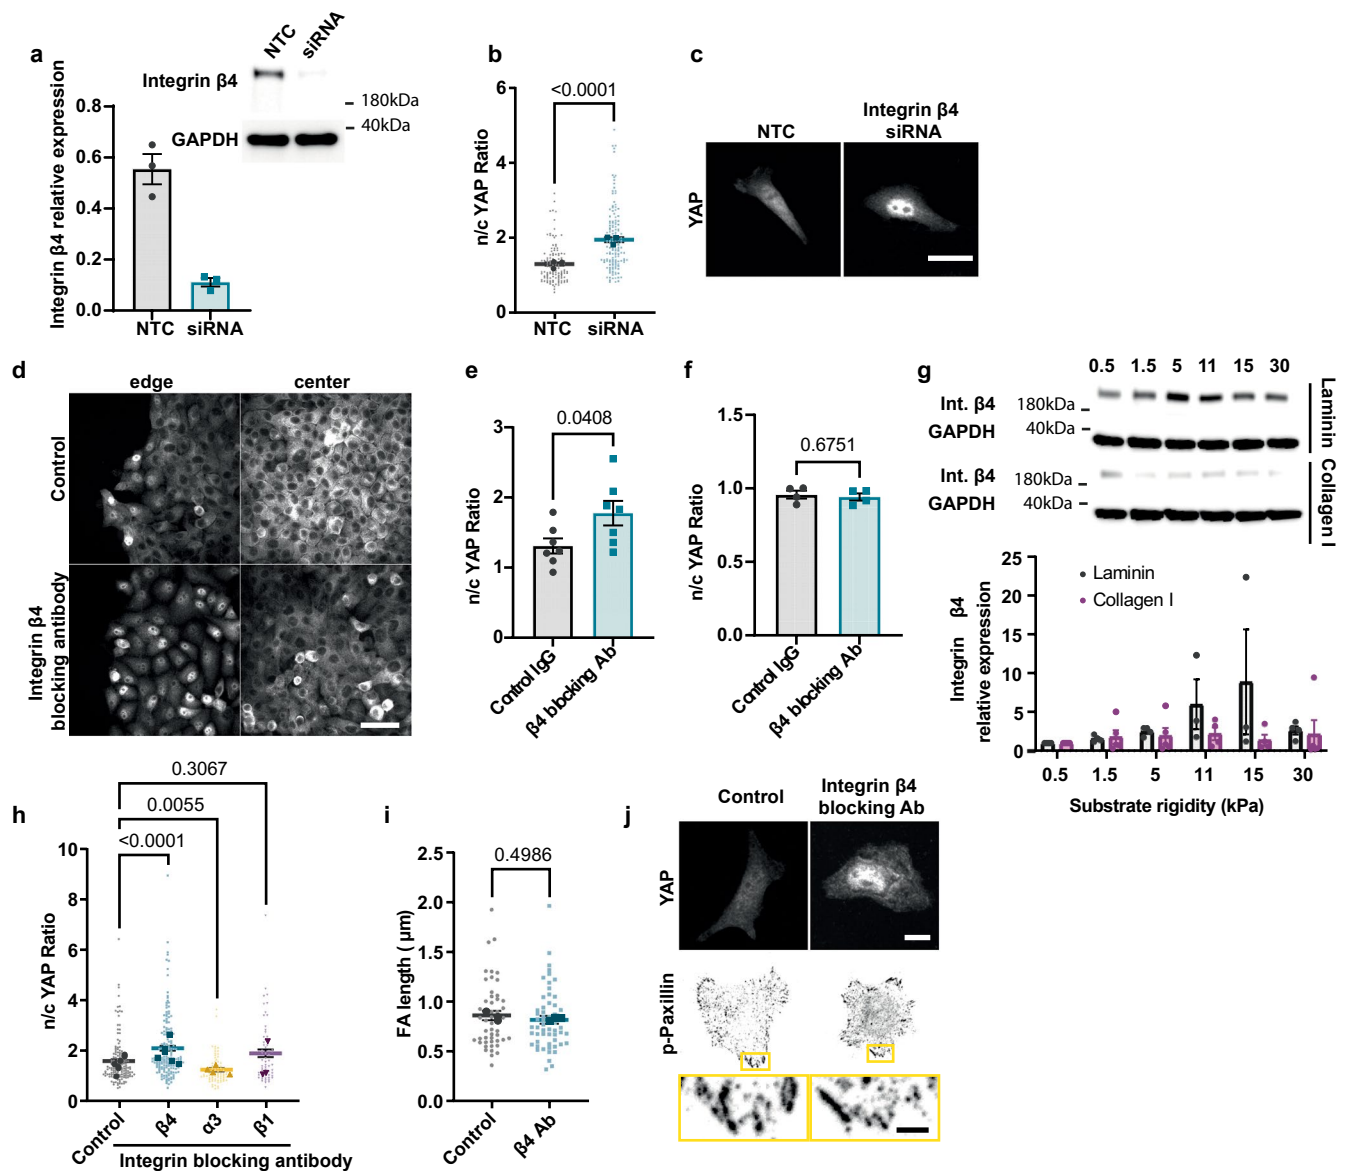 a
NTC
siRNA
Integrin β4
180kDa
40kDa
GAPDH
Integrin β4 relative expression
0.8
0.6
0.4
0.2
0.0
NTC
siRNA
b
<0.0001
n/c YAP Ratio
6
4
2
0
NTC
siRNA
c
NTC
Integrin β4
siRNA
YAP
d
edge
center
Control
Integrin β4
blocking antibody
e
0.0408
n/c YAP Ratio
3
2
1
0
Control IgG
β4 blocking Ab
f
0.6751
n/c YAP Ratio
1.5
1.0
0.5
0.0
Control IgG
β4 blocking Ab
g
0.5 1.5 5 11 15 30
Int. β4
180kDa
GAPDH
40kDa
Laminin
Int. β4
180kDa
GAPDH
40kDa
Collagen I
Integrin β4
relative expression
25
20
15
10
5
0
Laminin
Collagen I
0.5 1.5 5 11 15 30
Substrate rigidity (kPa)
h
0.3067
0.0055
<0.0001
n/c YAP Ratio
10
8
6
4
2
0
Control
β4
α3
β1
Integrin blocking antibody
i
0.4986
FA length ( μm)
2.5
2.0
1.5
1.0
0.5
0.0
Control
β4 Ab
j
Control
Integrin β4
blocking Ab
YAP
p-Paxillin